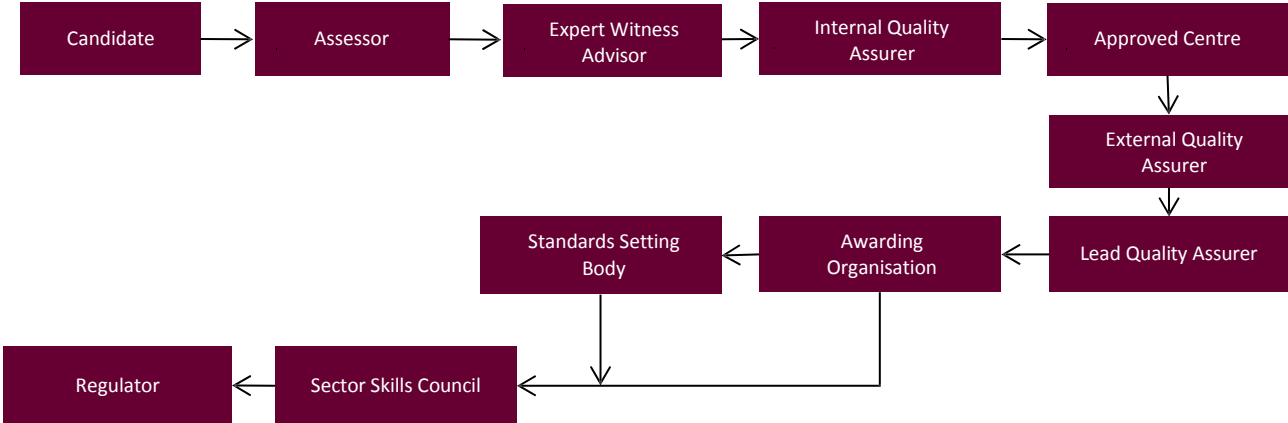 Candidate
Assessor
Expert Witness
Advisor
Internal Quality
Assurer
Approved Centre
External Quality
Assurer
Lead Quality Assurer
Awarding
Organisation
Standards Setting
Body
Sector Skills Council
Regulator